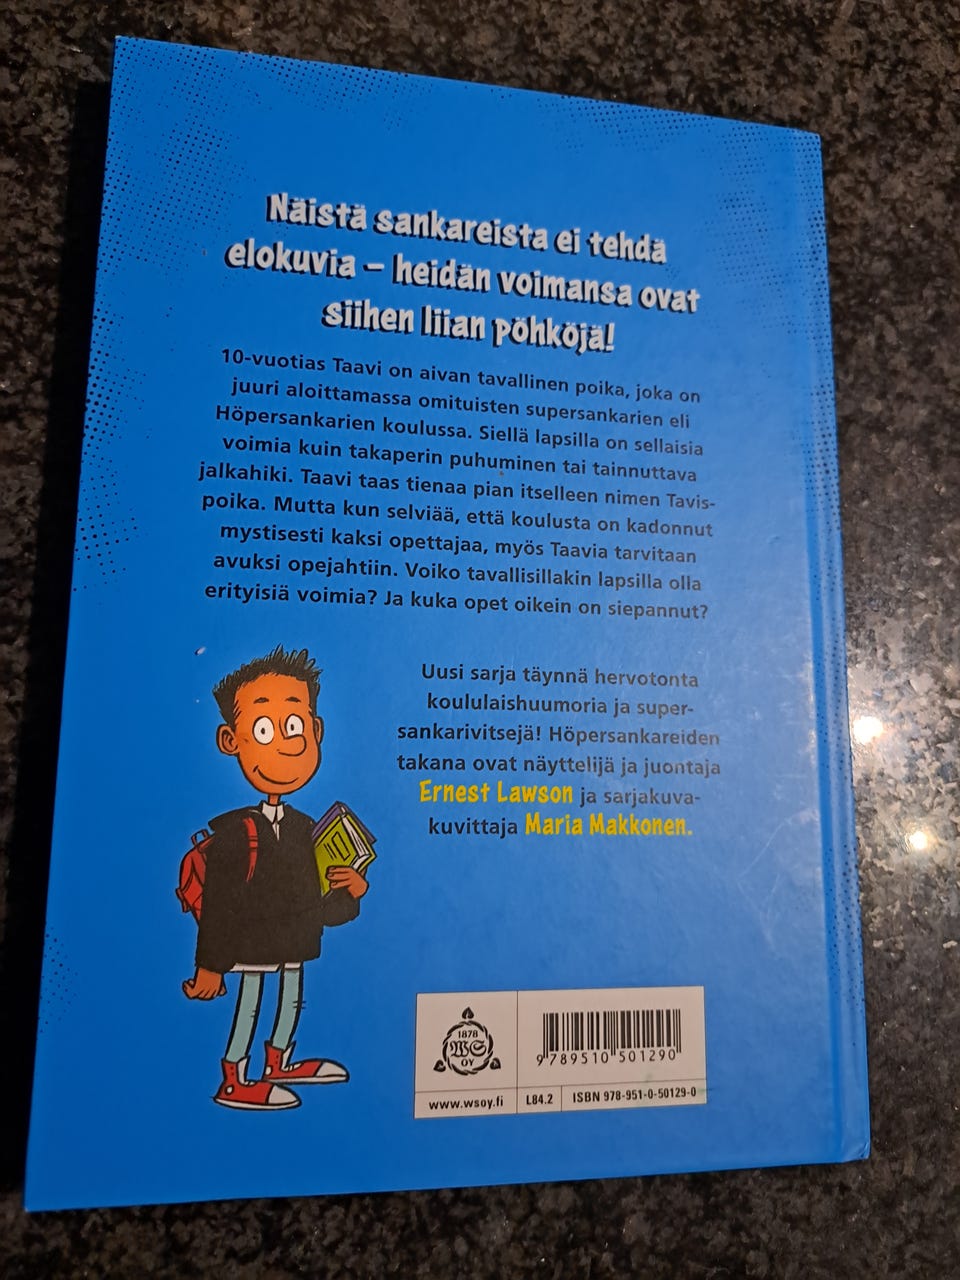 Näistä sankareista ei tehdä
elokuvia – heidän voimansa ovat
siihen liian pöhköjä!
10-vuotias Taavi on aivan tavallinen poika, joka on
juuri aloittamassa omituisten supersankarien eli
Höpersankarien koulussa. Siellä lapsilla on sellaisia
voimia kuin takaperin puhuminen tai tainnuttava
jalkahiki. Taavi taas tienaa pian itselleen nimen Tavis-
poika. Mutta kun selviää, että koulusta on kadonnut
mystisesti kaksi opettajaa, myös Taavia tarvitaan
avuksi opejahtiin. Voiko tavallisillakin lapsilla olla
erityisiä voimia? Ja kuka opet oikein on siepannut?
Uusi sarja täynnä hervotonta
koululaishuumoria ja super-
sankarivitsejä! Höpersankareiden
takana ovat näyttelijä ja juontaja
Ernest Lawson ja sarjakuva-
kuvittaja Maria Makkonen.
1878
WS
OY
9 789510 501290
www.wsoy.fi
L84.2
ISBN 978-951-0-50129-0